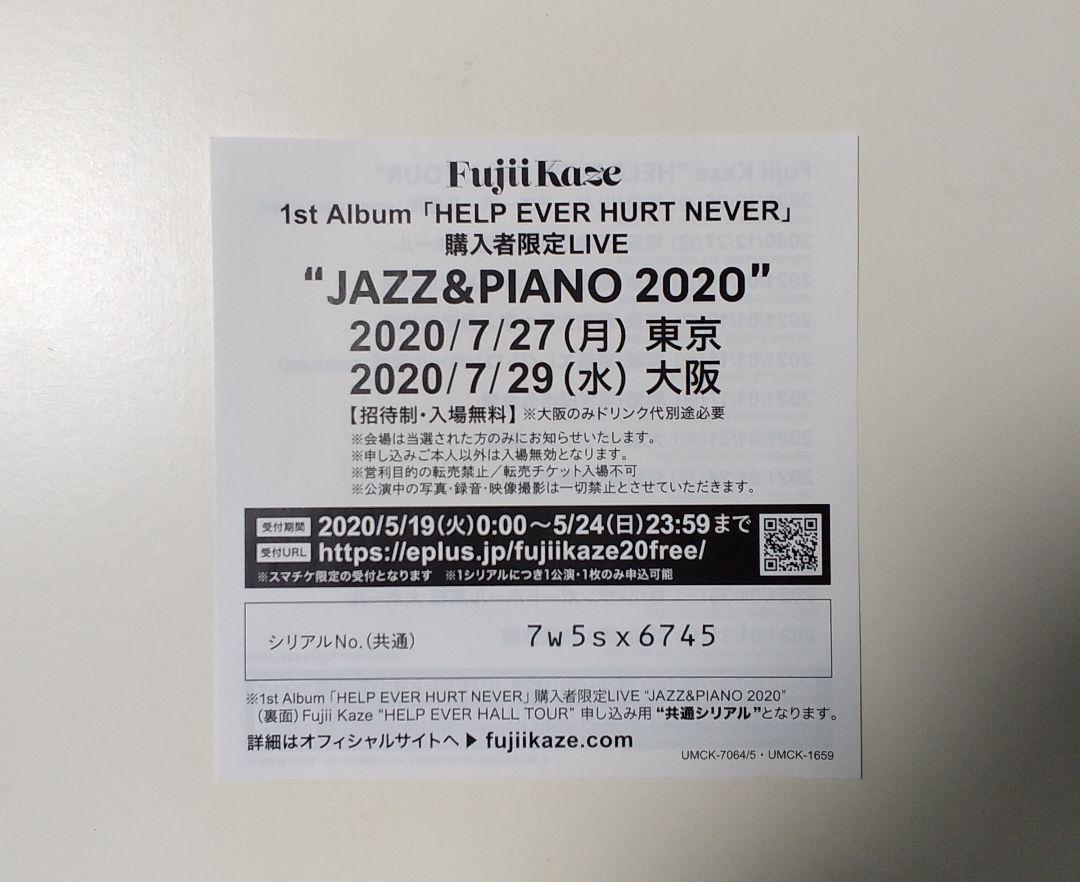 Fujii Kaze
1st Album「HELP EVER HURT NEVER」
購入者限定LIVE
“JAZZ&PIANO 2020”
2020/7/27(月) 東京
2020/7/29(水) 大阪
【招待制・入場無料】※大阪のみドリンク代別途必要
※会場は当選された方のみにお知らせいたします。
※申し込みご本人以外は入場無効となります。
※営利目的の転売禁止／転売チケット入場不可
※公演中の写真・録音・映像撮影は一切禁止とさせていただきます。
受付期間 2020/5/19(火)0:00〜5/24(日)23:59まで
受付URL https://eplus.jp/fujiikaze20free/
※スマチケ限定の受付となります ※1シリアルにつき1公演・1枚のみ申込可能
シリアルNo.(共通) 7w5sx6745
※1st Album「HELP EVER HURT NEVER」購入者限定LIVE “JAZZ&PIANO 2020”
（裏面）Fujii Kaze “HELP EVER HALL TOUR” 申し込み用 “共通シリアル”となります。
詳細はオフィシャルサイトへ▶fujiikaze.com
UMCK-7064/5・UMCK-1659